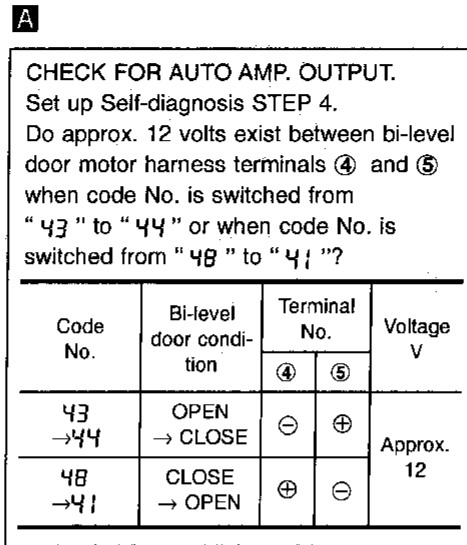 A
CHECK FOR AUTO AMP. OUTPUT.
Set up Self-diagnosis STEP 4.
Do approx. 12 volts exist between bi-level
door motor harness terminals ④ and ⑤
when code No. is switched from
“ 43 ” to “ 44 ” or when code No. is
switched from “ 48 ” to “ 41 ”?
Code No.
Bi-level door condi-tion
Terminal No.
④ ⑤
Voltage V
43 →44
OPEN → CLOSE
⊖ ⊕
Approx. 12
48 →41
CLOSE → OPEN
⊕ ⊖